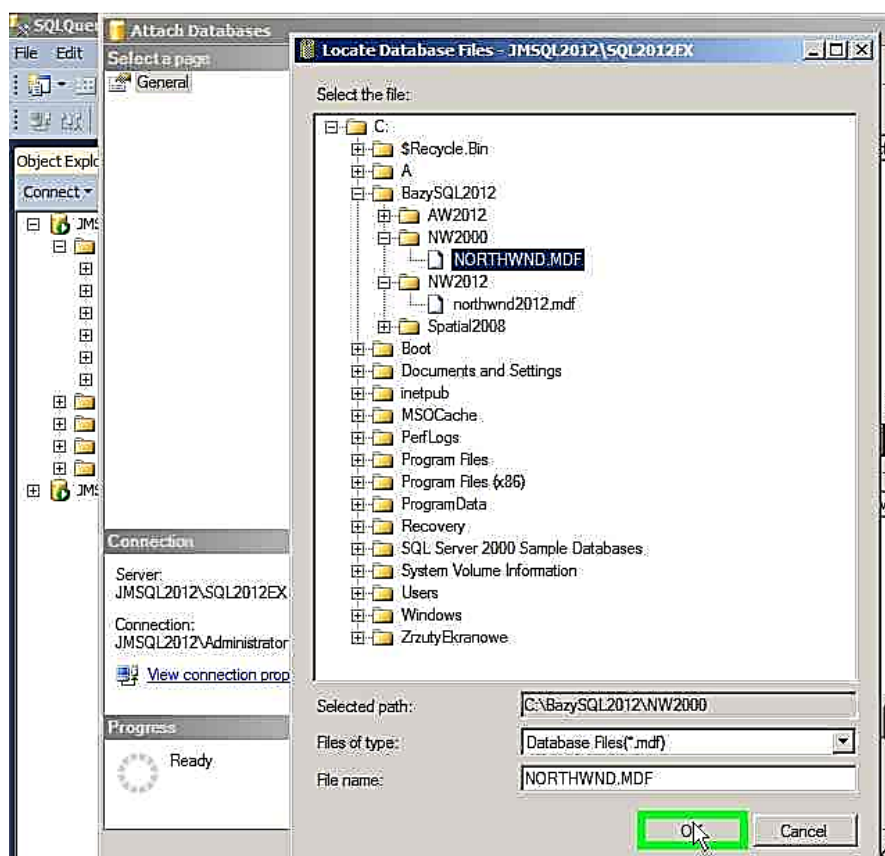 SQLQue
File Edit
Object Explo
Connect
JMS
JMS
Attach Databases
Select a page
General
Connection
Server:
JMSQL2012\SQL2012EX
Connection:
JMSQL2012\Administrator
View connection prop
Progress
Ready
Locate Database Files - JMSQL2012\SQL2012EX
Select the file:
C:
$Recycle.Bin
A
BazySQL2012
AW2012
NW2000
NORTHWND.MDF
NW2012
northwnd2012.mdf
Spatial2008
Boot
Documents and Settings
inetpub
MSOCache
PerfLogs
Program Files
Program Files (x86)
ProgramData
Recovery
SQL Server 2000 Sample Databases
System Volume Information
Users
Windows
ZrzutyEkranowe
Selected path: C:\BazySQL2012\NW2000
Files of type: Database Files(*.mdf)
File name: NORTHWND.MDF
OK Cancel